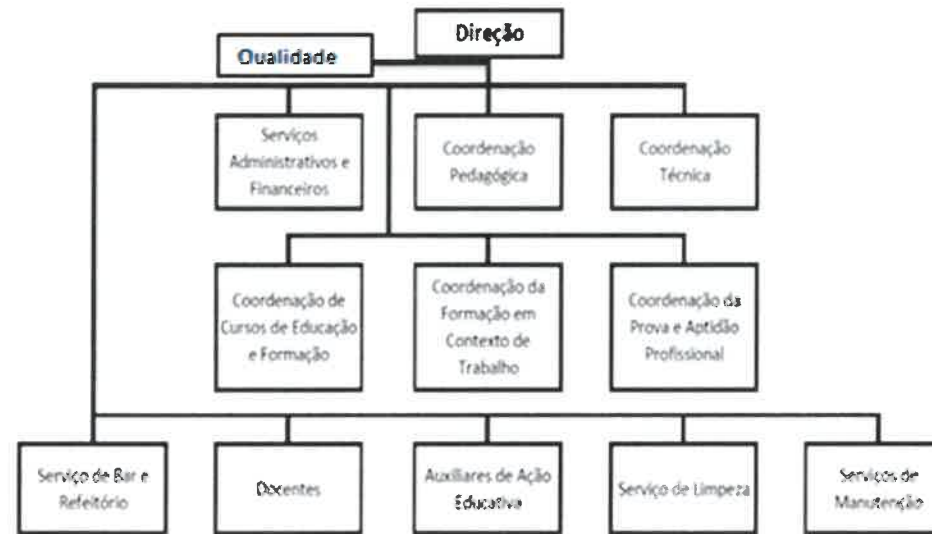 Direção
Qualidade
Serviços
Administrativos e
Financeiros
Coordenação
Pedagógica
Coordenação
Técnica
Coordenação de
Cursos de Educação
e Formação
Coordenação da
Formação em
Contexto de
Trabalho
Coordenação da
Prova e Aptidão
Profissional
Serviço de Bar e
Refeitório
Docentes
Auxiliares de Ação
Educativa
Serviço de Limpeza
Serviços de
Manutenção